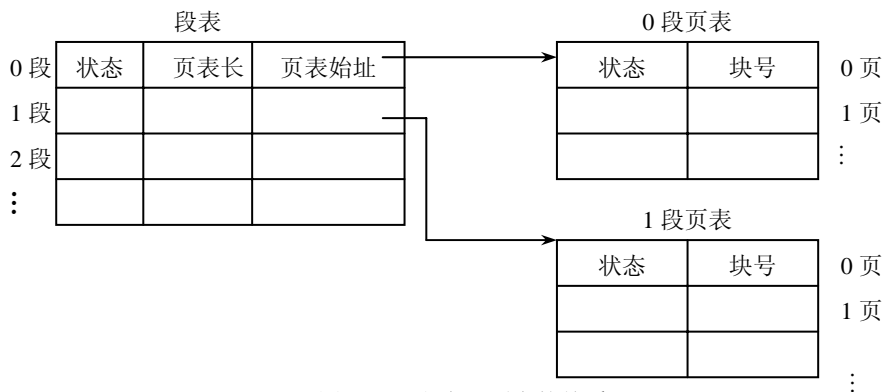 段表
0 段页表
0 段 状态 页表长 页表始址
状态 块号 0 页
1 段
1 页
2 段
⋮
⋮
1 段页表
状态 块号 0 页
1 页
⋮